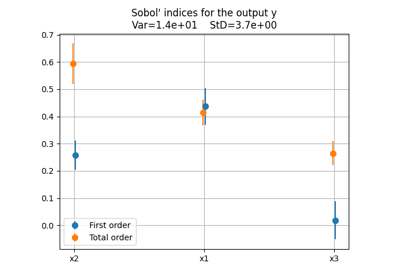 Sobol' indices for the output y
Var=1.4e+01    StD=3.7e+00
0.7
0.6
0.5
0.4
0.3
0.2
0.1
0.0
First order
Total order
x2
x1
x3